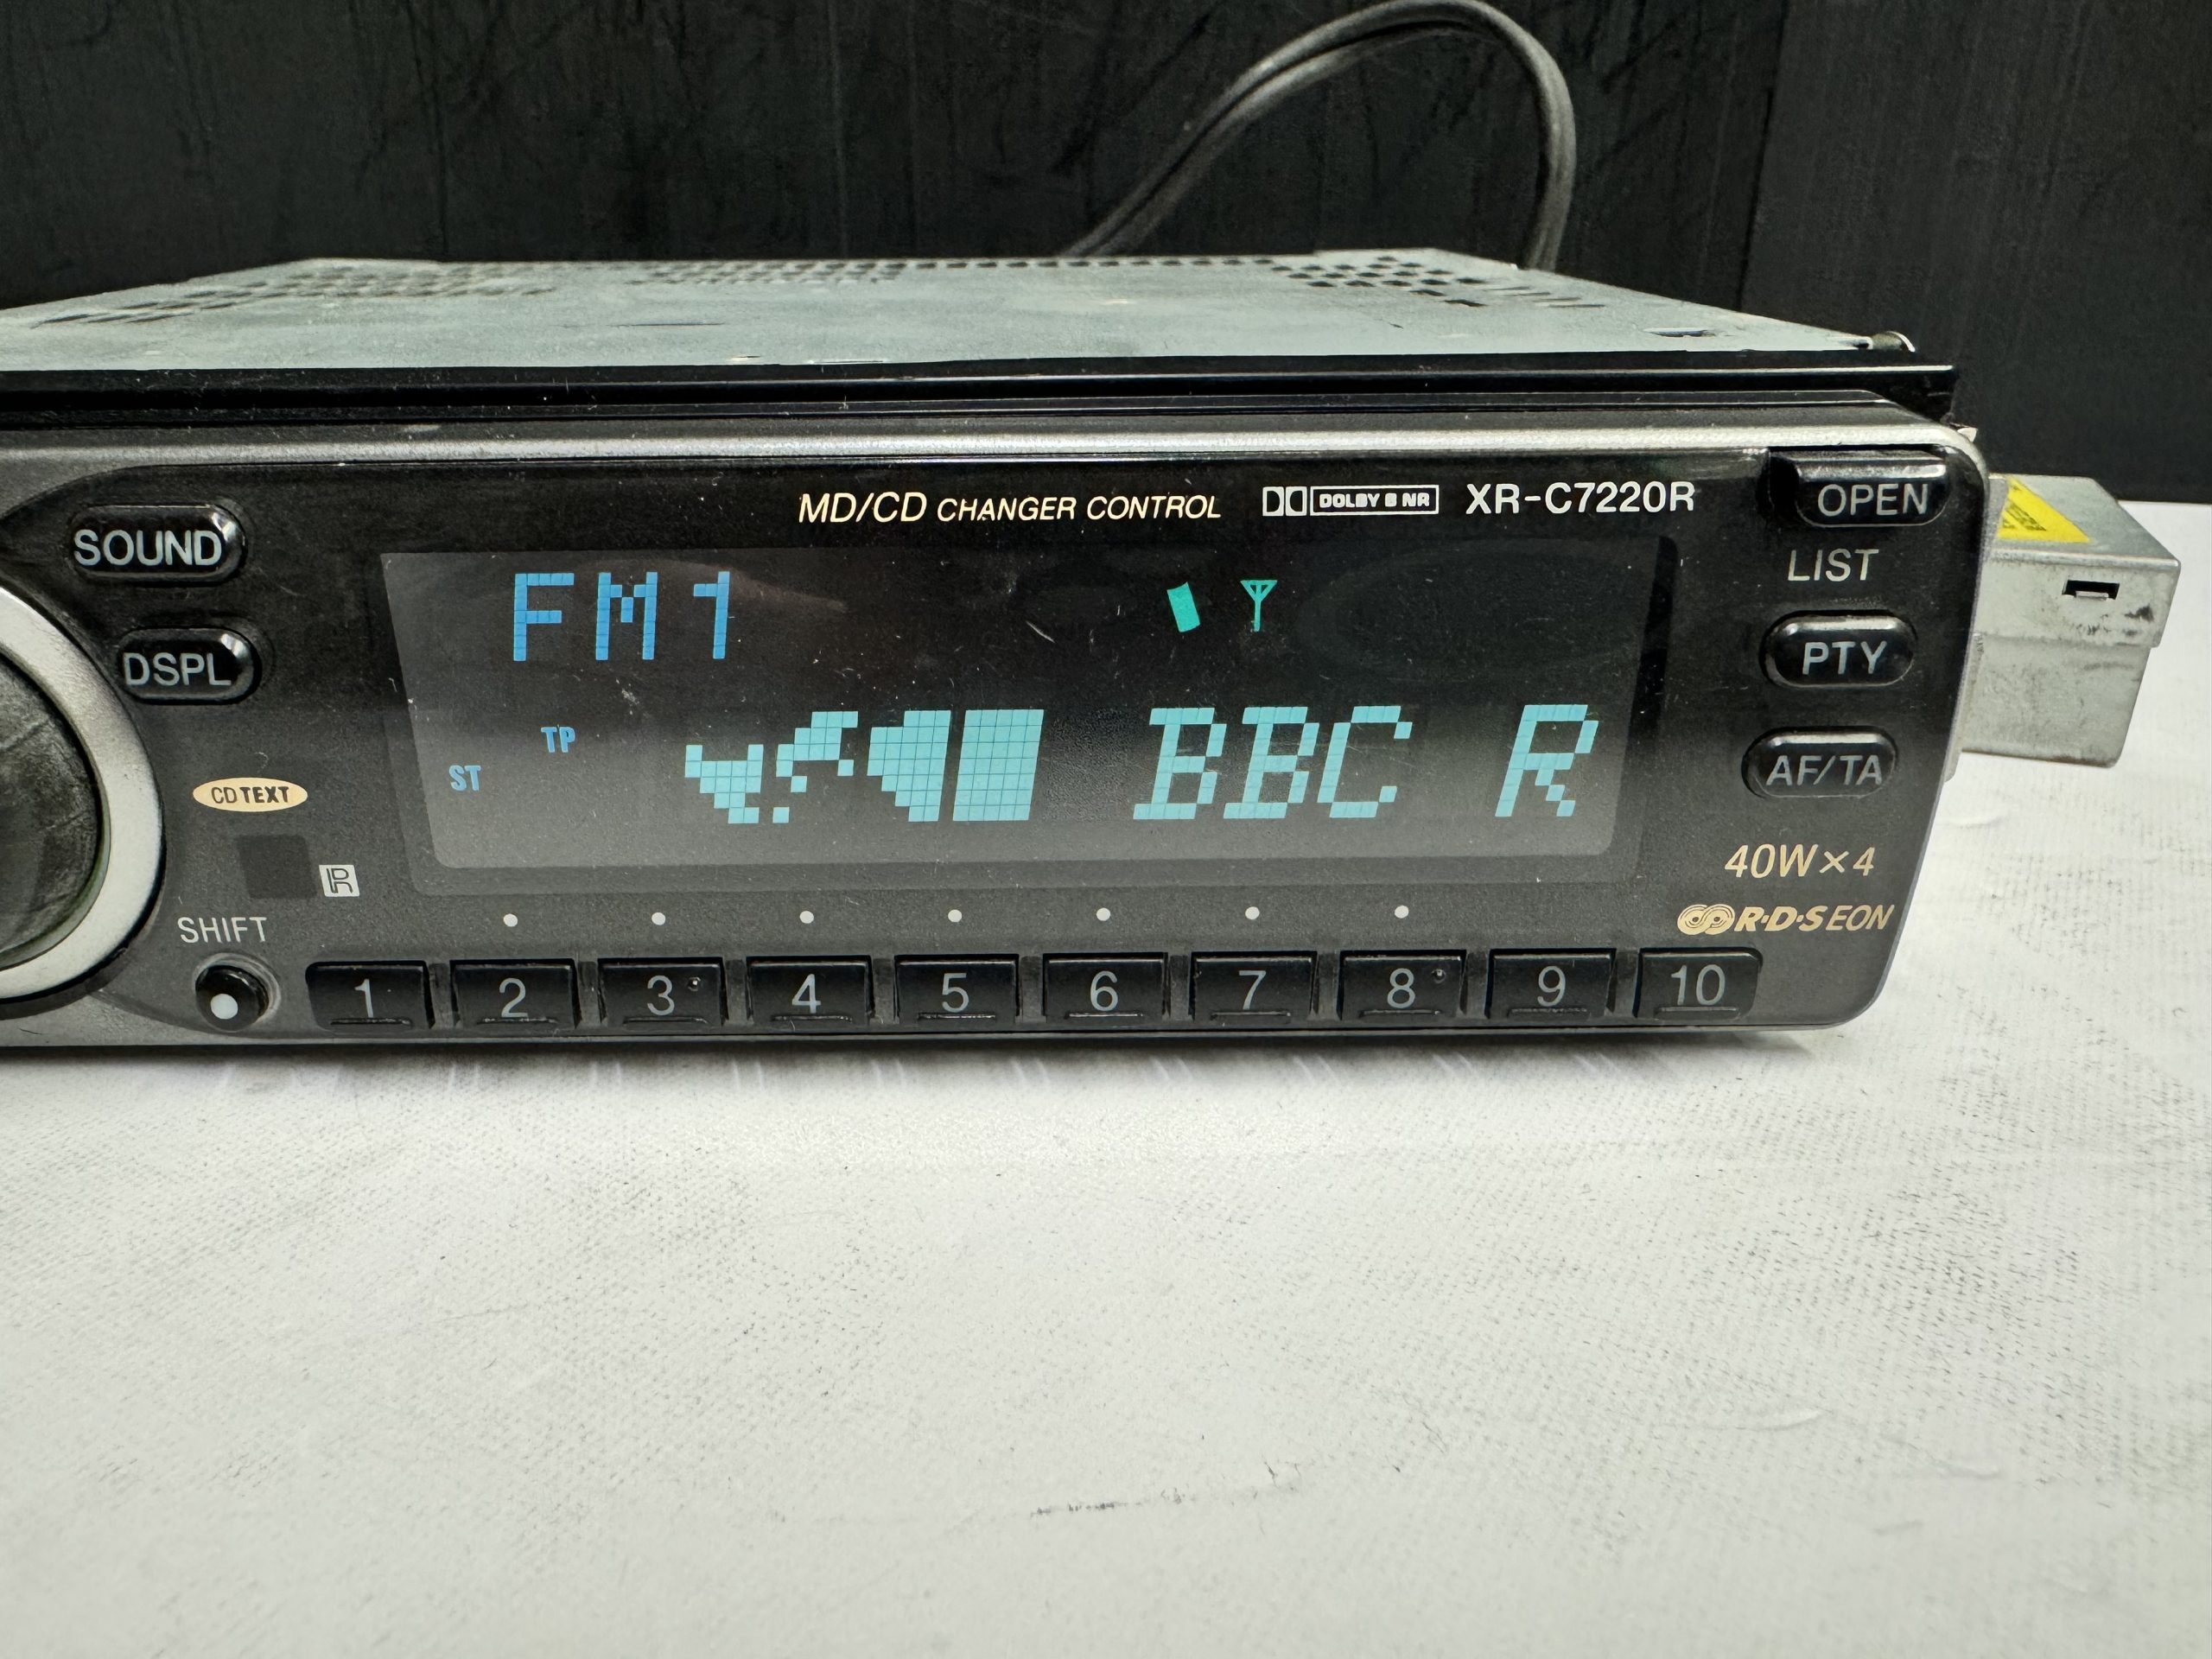 MD/CD CHANGER CONTROL DOLBY B NR XR-C7220R
OPEN
SOUND
LIST
FM1
DSPL
PTY
TP
BBC R
ST
AF/TA
CD TEXT
40W×4
R
R·D·S EON
SHIFT
1 2 3 4 5 6 7 8 9 10